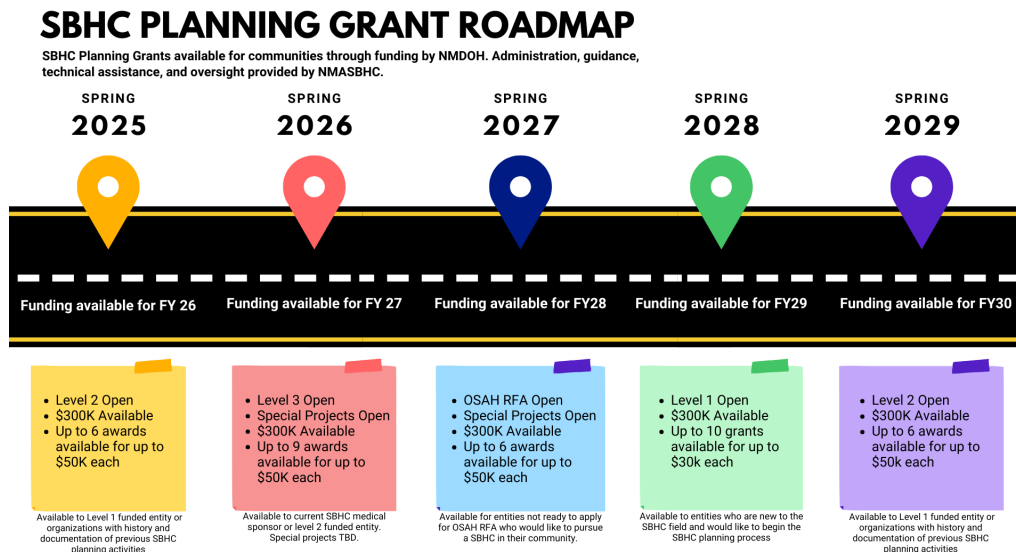 SBHC PLANNING GRANT ROADMAP
SBHC Planning Grants available for communities through funding by NMDOH. Administration, guidance,
technical assistance, and oversight provided by NMASBHC.
SPRING
2025
SPRING
2026
SPRING
2027
SPRING
2028
SPRING
2029
Funding available for FY 26
Funding available for FY 27
Funding available for FY28
Funding available for FY29
Funding available for FY30
• Level 2 Open
• $300K Available
• Up to 6 awards
available for up to
$50K each
Available to Level 1 funded entity or
organizations with history and
documentation of previous SBHC
planning activities
• Level 3 Open
• Special Projects Open
• $300K Available
• Up to 9 awards
available for up to
$50K each
Available to current SBHC medical
sponsor or level 2 funded entity.
Special projects TBD.
• OSAH RFA Open
• Special Projects Open
• $300K Available
• Up to 6 awards
available for up to
$50K each
Available for entities not ready to apply
for OSAH RFA who would like to pursue
a SBHC in their community.
• Level 1 Open
• $300K Available
• Up to 10 grants
available for up to
$30k each
Available to entities who are new to the
SBHC field and would like to begin the
SBHC planning process
• Level 2 Open
• $300K Available
• Up to 6 awards
available for up to
$50k each
Available to Level 1 funded entity or
organizations with history and
documentation of previous SBHC
planning activities